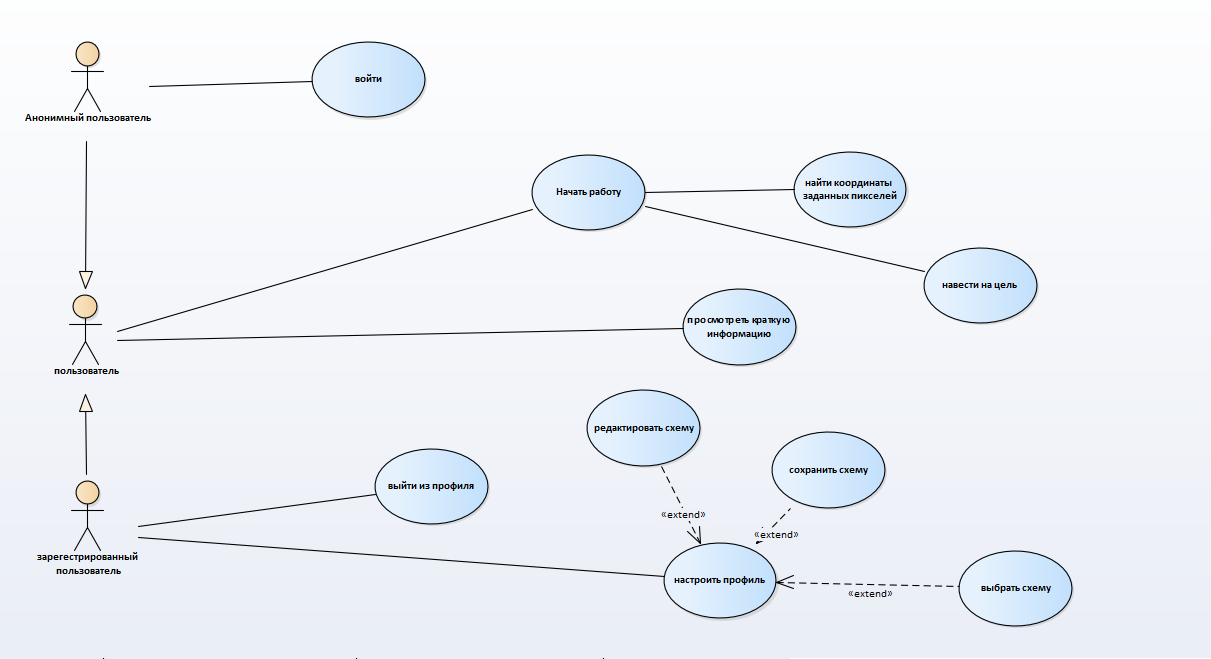 войти
Анонимный пользователь
Начать работу
найти координаты
заданных пикселей
навести на цель
просмотреть краткую
информацию
пользователь
редактировать схему
сохранить схему
выйти из профиля
«extend»
«extend»
зарегестрированный
пользователь
настроить профиль
выбрать схему
«extend»